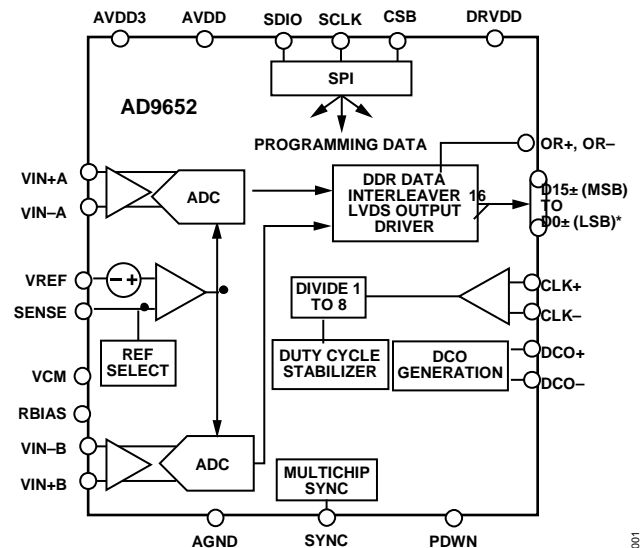 AVDD3 AVDD SDIO SCLK CSB DRVDD
SPI
AD9652
PROGRAMMING DATA
OR+, OR–
VIN+A
VIN–A
ADC
DDR DATA
INTERLEAVER
LVDS OUTPUT
DRIVER
16
D15± (MSB)
TO
D0± (LSB)*
VREF
– +
SENSE
REF
SELECT
DIVIDE 1
TO 8
CLK+
CLK–
DUTY CYCLE
STABILIZER
DCO
GENERATION
DCO+
DCO–
VCM
RBIAS
VIN–B
VIN+B
ADC
MULTICHIP
SYNC
AGND SYNC PDWN
001